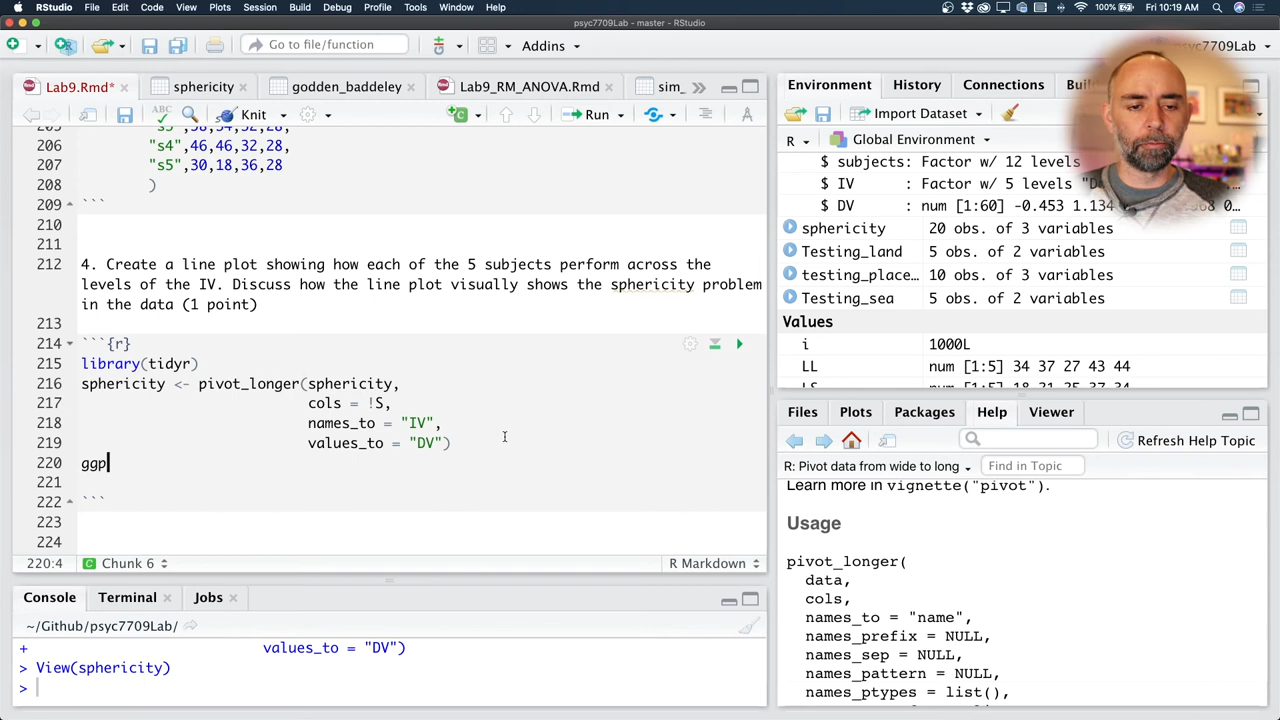 RStudio File Edit Code View Plots Session Build Debug Profile Tools Window Help 100% Fri Oct 30 10:19 AM
psyc7709Lab - master - RStudio
Go to file/function Addins psyc7709Lab
Lab9.Rmd* sphericity godden_baddeley Lab9_RM_ANOVA.Rmd sim_
Knit Run
206 "s4",46,46,32,28,
207 "s5",30,18,36,28
208 )
209 ```
210
211
212 4. Create a line plot showing how each of the 5 subjects perform across the
levels of the IV. Discuss how the line plot visually shows the sphericity problem
in the data (1 point)
213
214 ```{r}
215 library(tidyr)
216 sphericity <- pivot_longer(sphericity,
217 cols = !S,
218 names_to = "IV",
219 values_to = "DV")
220 ggp
221
222 ```
223
224
220:4 Chunk 6 R Markdown
Console Terminal Jobs
~/Github/psyc7709Lab/
+ values_to = "DV")
> View(sphericity)
>
Environment History Connections
Import Dataset
R Global Environment
$ subjects: Factor w/ 12 levels
$ IV : Factor w/ 5 levels
$ DV : num [1:60] -0.453 1.134
sphericity 20 obs. of 3 variables
Testing_land 5 obs. of 2 variables
testing_place… 10 obs. of 3 variables
Testing_sea 5 obs. of 2 variables
Values
i 1000L
LL num [1:5] 34 37 27 43 44
Files Plots Packages Help Viewer
Refresh Help Topic
R: Pivot data from wide to long Find in Topic
Learn more in vignette("pivot").
Usage
pivot_longer(
data,
cols,
names_to = "name",
names_prefix = NULL,
names_sep = NULL,
names_pattern = NULL,
names_ptypes = list(),